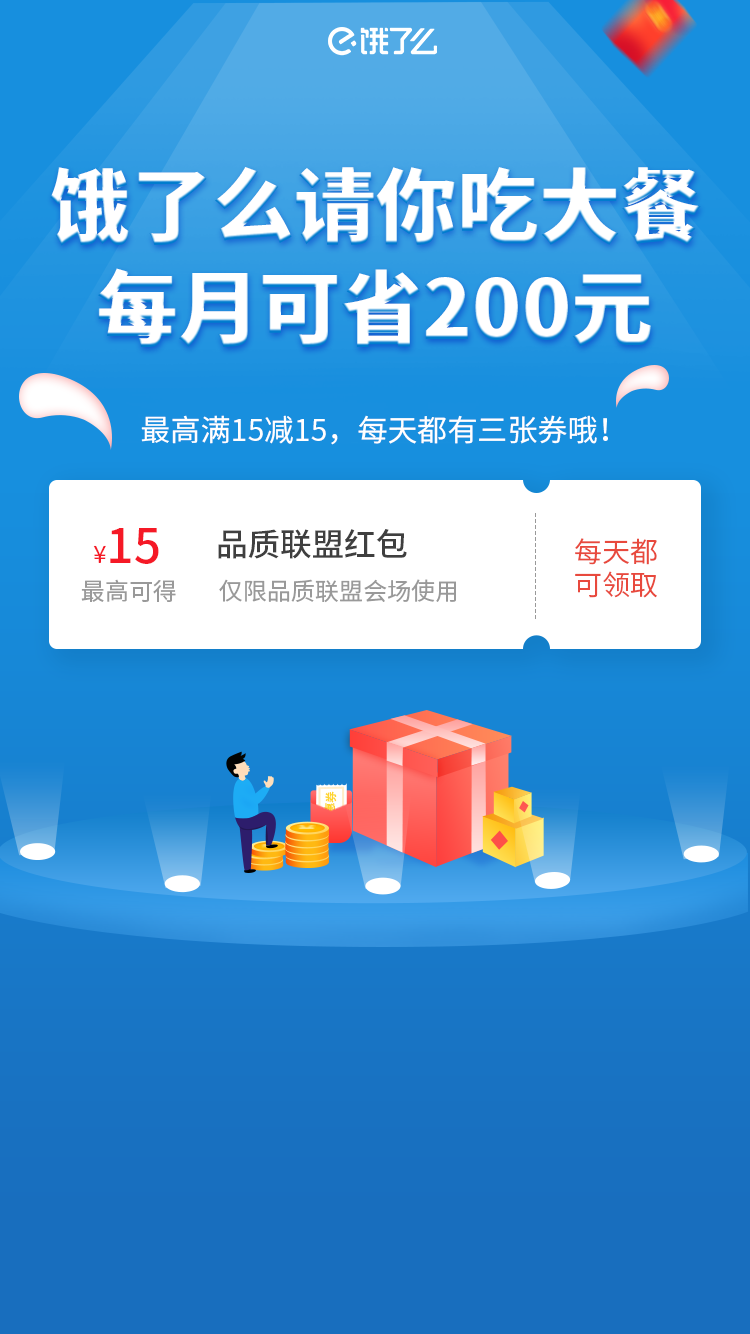 饿了么
饿了么请你吃大餐
每月可省200元
最高满15减15，每天都有三张券哦！
¥15
最高可得
品质联盟红包
仅限品质联盟会场使用
每天都
可领取